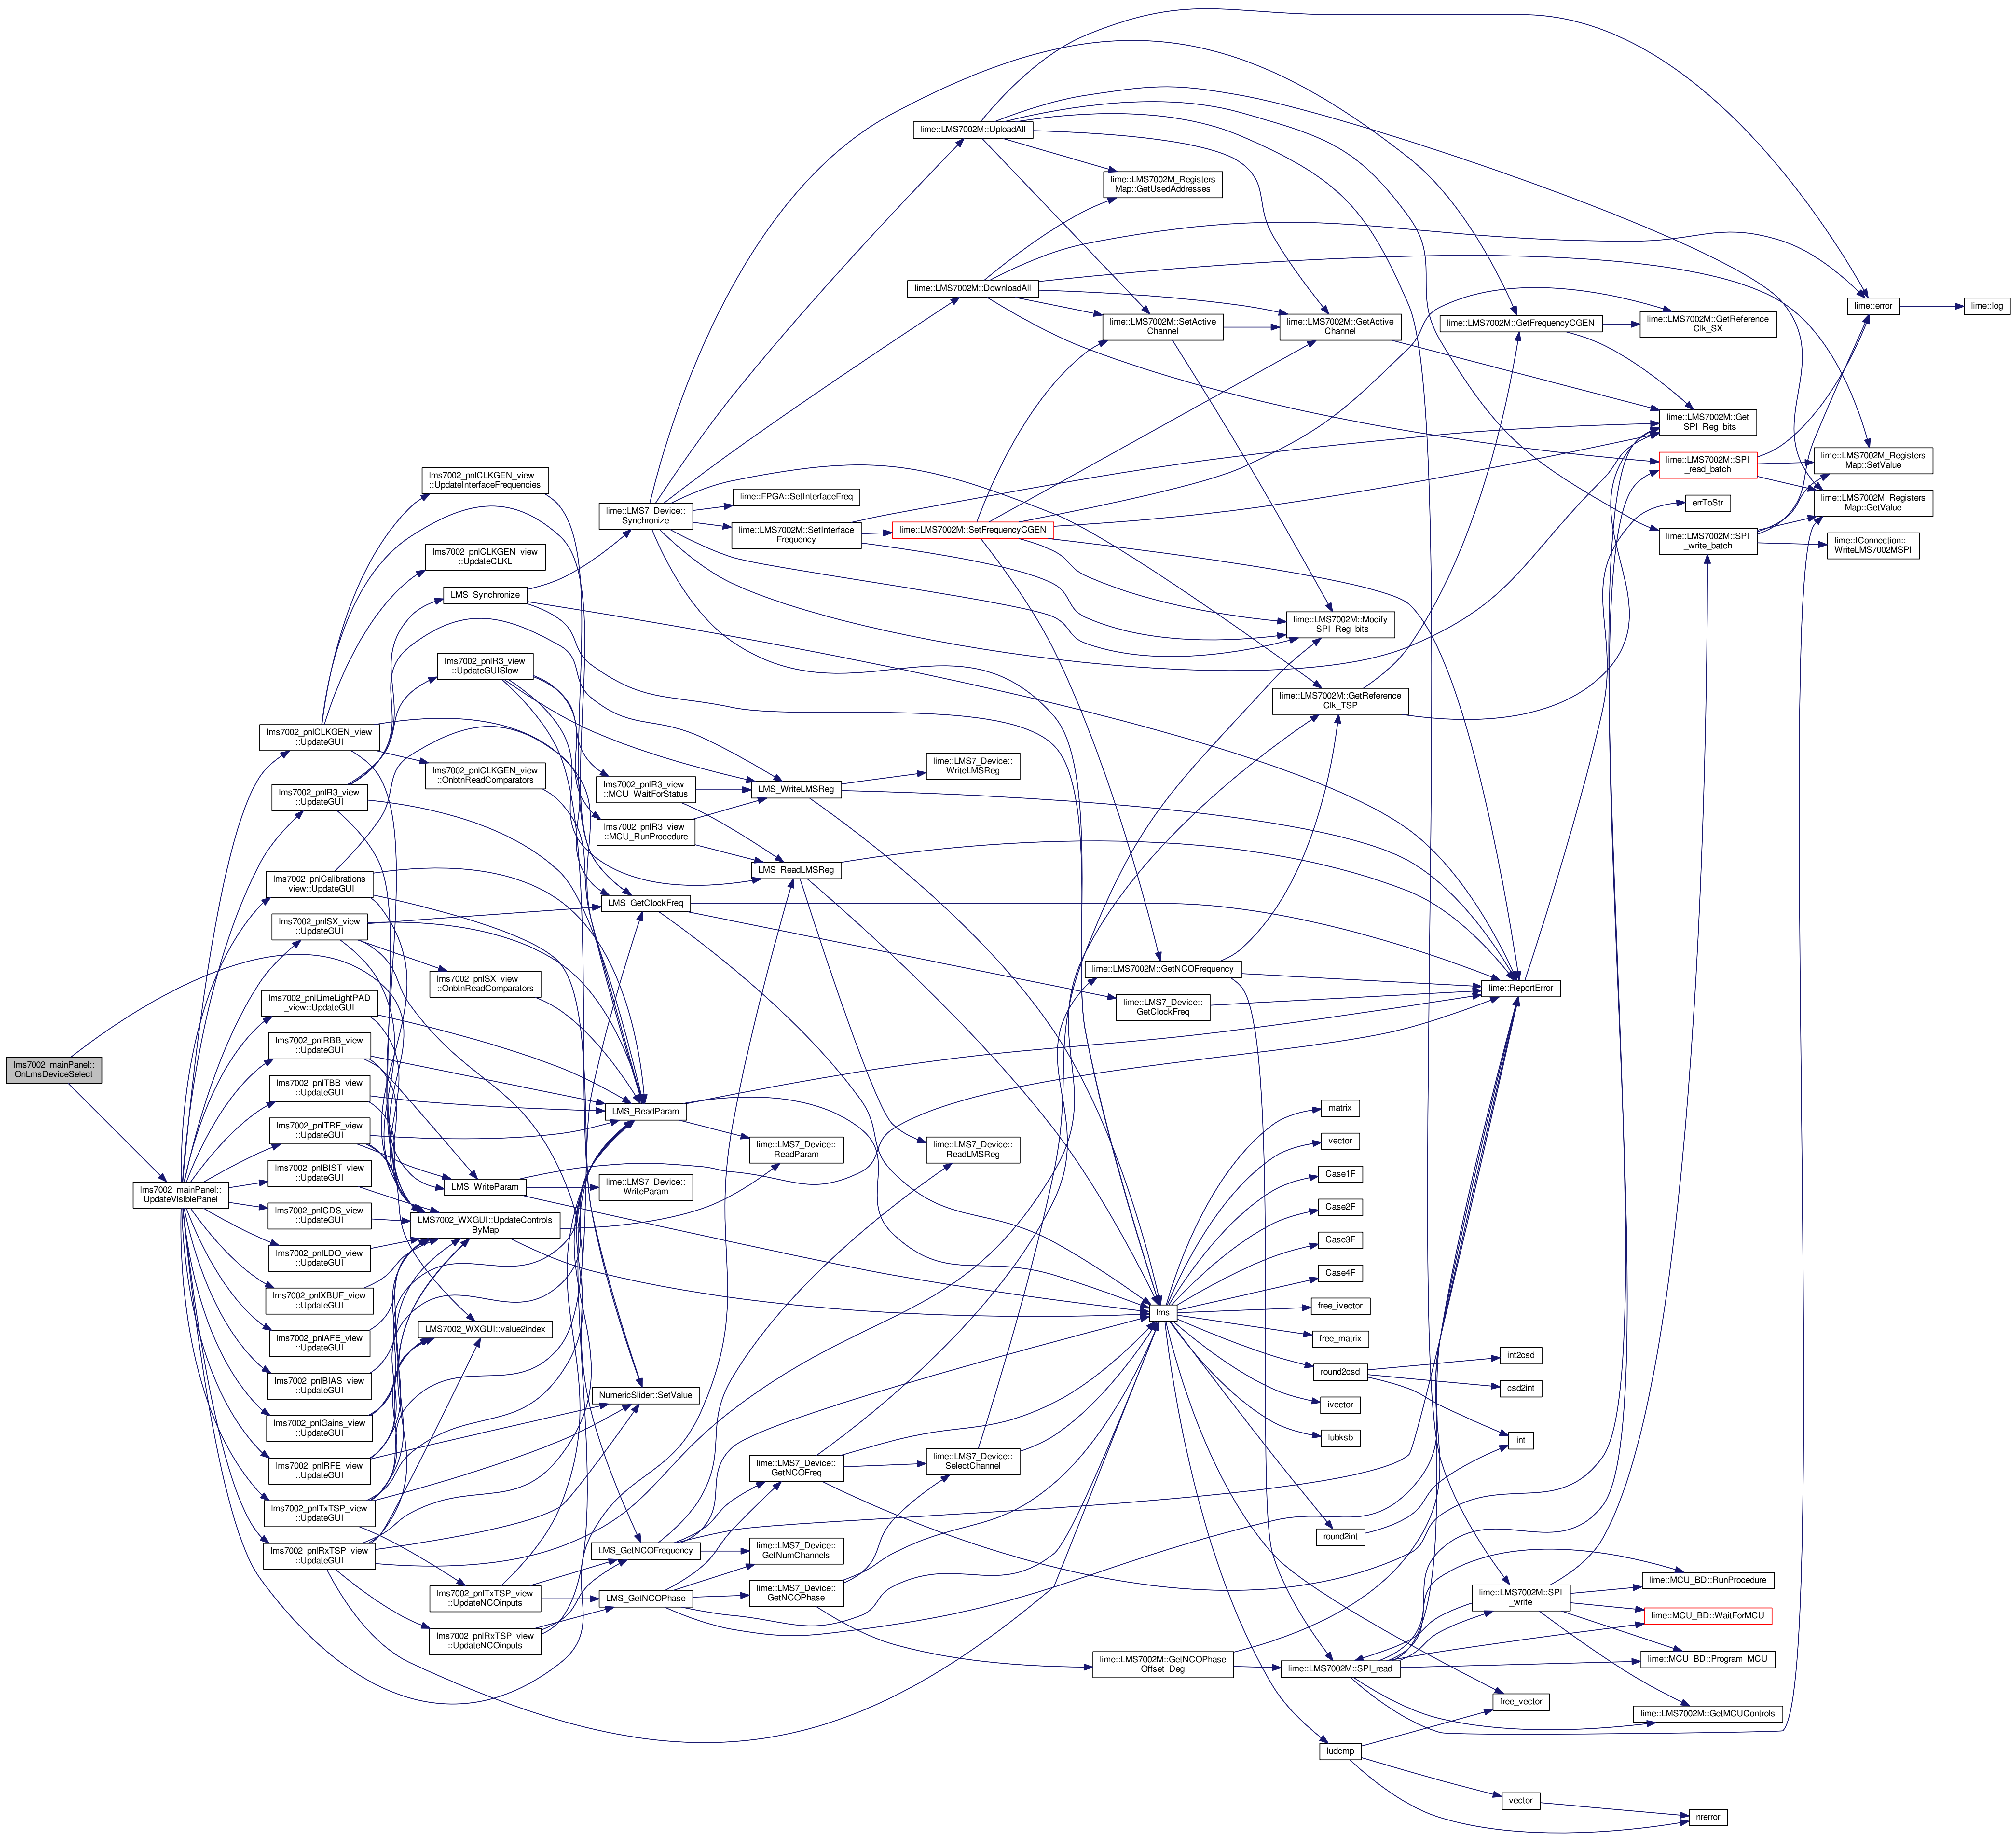 lms7002_mainPanel::
OnLmsDeviceSelect
lms7002_mainPanel::
UpdateVisiblePanel
lms7002_pnlCLKGEN_view
::UpdateGUI
lms7002_pnlR3_view
::UpdateGUI
lms7002_pnlCalibrations
_view::UpdateGUI
lms7002_pnlSX_view
::UpdateGUI
lms7002_pnlLimeLightPAD
_view::UpdateGUI
lms7002_pnlRBB_view
::UpdateGUI
lms7002_pnlTBB_view
::UpdateGUI
lms7002_pnlTRF_view
::UpdateGUI
lms7002_pnlBIST_view
::UpdateGUI
lms7002_pnlCDS_view
::UpdateGUI
lms7002_pnlLDO_view
::UpdateGUI
lms7002_pnlXBUF_view
::UpdateGUI
lms7002_pnlAFE_view
::UpdateGUI
lms7002_pnlBIAS_view
::UpdateGUI
lms7002_pnlGains_view
::UpdateGUI
lms7002_pnlRFE_view
::UpdateGUI
lms7002_pnlTxTSP_view
::UpdateGUI
lms7002_pnlRxTSP_view
::UpdateGUI
lms7002_pnlCLKGEN_view
::UpdateInterfaceFrequencies
lms7002_pnlCLKGEN_view
::UpdateCLKL
LMS_Synchronize
lms7002_pnlR3_view
::UpdateGUISlow
lms7002_pnlCLKGEN_view
::OnbtnReadComparators
lms7002_pnlSX_view
::OnbtnReadComparators
LMS_WriteParam
LMS7002_WXGUI::UpdateControls
ByMap
LMS7002_WXGUI::value2index
lms7002_pnlTxTSP_view
::UpdateNCOinputs
lms7002_pnlRxTSP_view
::UpdateNCOinputs
lime::LMS7_Device::
Synchronize
lms7002_pnlR3_view
::MCU_WaitForStatus
lms7002_pnlR3_view
::MCU_RunProcedure
LMS_GetClockFreq
LMS_ReadParam
lime::LMS7_Device::
WriteParam
NumericSlider::SetValue
LMS_GetNCOFrequency
LMS_GetNCOPhase
lime::FPGA::SetInterfaceFreq
lime::LMS7002M::SetInterface
Frequency
LMS_WriteLMSReg
LMS_ReadLMSReg
lime::LMS7_Device::
ReadParam
lime::LMS7_Device::
GetNCOFreq
lime::LMS7_Device::
GetNumChannels
lime::LMS7_Device::
GetNCOPhase
lime::LMS7002M::UploadAll
lime::LMS7002M::DownloadAll
lime::LMS7002M::SetFrequencyCGEN
lime::LMS7_Device::
WriteLMSReg
lime::LMS7_Device::
ReadLMSReg
lime::LMS7_Device::
SelectChannel
lime::LMS7002M_Registers
Map::GetUsedAddresses
lime::LMS7002M::SetActive
Channel
lime::LMS7002M::GetNCOFrequency
lime::LMS7_Device::
GetClockFreq
lms
lime::LMS7002M::GetNCOPhase
Offset_Deg
lime::LMS7002M::GetActive
Channel
lime::LMS7002M::Modify
_SPI_Reg_bits
lime::LMS7002M::GetReference
Clk_TSP
matrix
vector
Case1F
Case2F
Case3F
Case4F
free_ivector
free_matrix
round2csd
ivector
lubksb
round2int
lime::LMS7002M::SPI_read
ludcmp
lime::LMS7002M::GetFrequencyCGEN
lime::ReportError
int2csd
csd2int
int
lime::LMS7002M::SPI
_write
free_vector
vector
lime::LMS7002M::GetReference
Clk_SX
lime::LMS7002M::Get
_SPI_Reg_bits
lime::LMS7002M::SPI
_read_batch
errToStr
lime::LMS7002M::SPI
_write_batch
lime::MCU_BD::RunProcedure
lime::MCU_BD::WaitForMCU
lime::MCU_BD::Program_MCU
lime::LMS7002M::GetMCUControls
nrerror
lime::error
lime::LMS7002M_Registers
Map::SetValue
lime::LMS7002M_Registers
Map::GetValue
lime::IConnection::
WriteLMS7002MSPI
lime::log